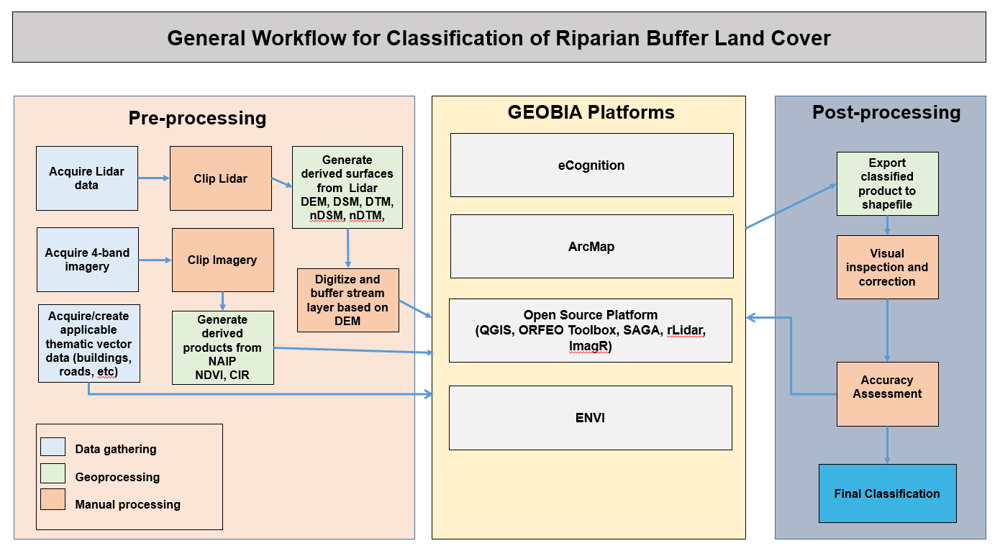 General Workflow for Classification of Riparian Buffer Land Cover
Pre-processing
Acquire Lidar
data
Clip Lidar
Generate
derived surfaces
from Lidar
DEM, DSM, DTM,
nDSM, nDTM,
Acquire 4-band
imagery
Clip Imagery
Digitize and
buffer stream
layer based on
DEM
Acquire/create
applicable
thematic vector
data (buildings,
roads, etc)
Generate
derived
products from
NAIP
NDVI, CIR
Data gathering
Geoprocessing
Manual processing
GEOBIA Platforms
eCognition
ArcMap
Open Source Platform
(QGIS, ORFEO Toolbox, SAGA, rLidar,
ImagR)
ENVI
Post-processing
Export
classified
product to
shapefile
Visual
inspection and
correction
Accuracy
Assessment
Final Classification